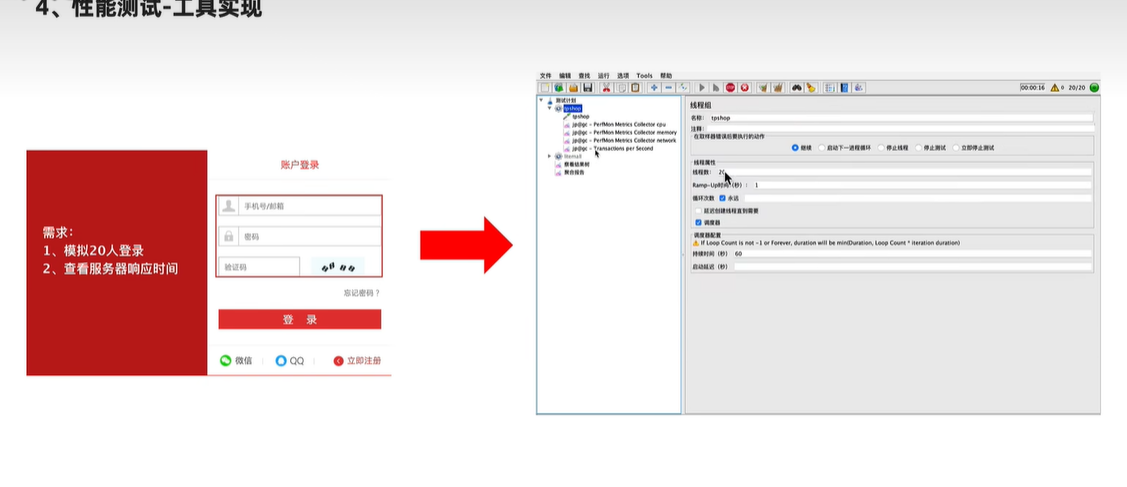 4、性能测试-工具实现
需求:
1、模拟20人登录
2、查看服务器响应时间
账户登录
手机号/邮箱
密码
验证码
忘记密码？
登 录
微信
QQ
立即注册
文件 编辑 查找 运行 选项 Tools 帮助
00:00:16 0 20/20
测试计划
tpshop
tpshop
jp@gc - PerfMon Metrics Collector cpu
jp@gc - PerfMon Metrics Collector memory
jp@gc - PerfMon Metrics Collector network
jp@gc - Transactions per Second
察看结果树
聚合报告
线程组
名称: tpshop
注释:
在取样器错误后要执行的动作
继续 启动下一进程循环 停止线程 停止测试 立即停止测试
线程属性
线程数:
Ramp-Up时间（秒）: 1
循环次数 永远
延迟创建线程直到需要
调度器
调度器配置
If Loop Count is not -1 or Forever, duration will be min(Duration, Loop Count * iteration duration)
持续时间（秒） 60
启动延迟（秒）